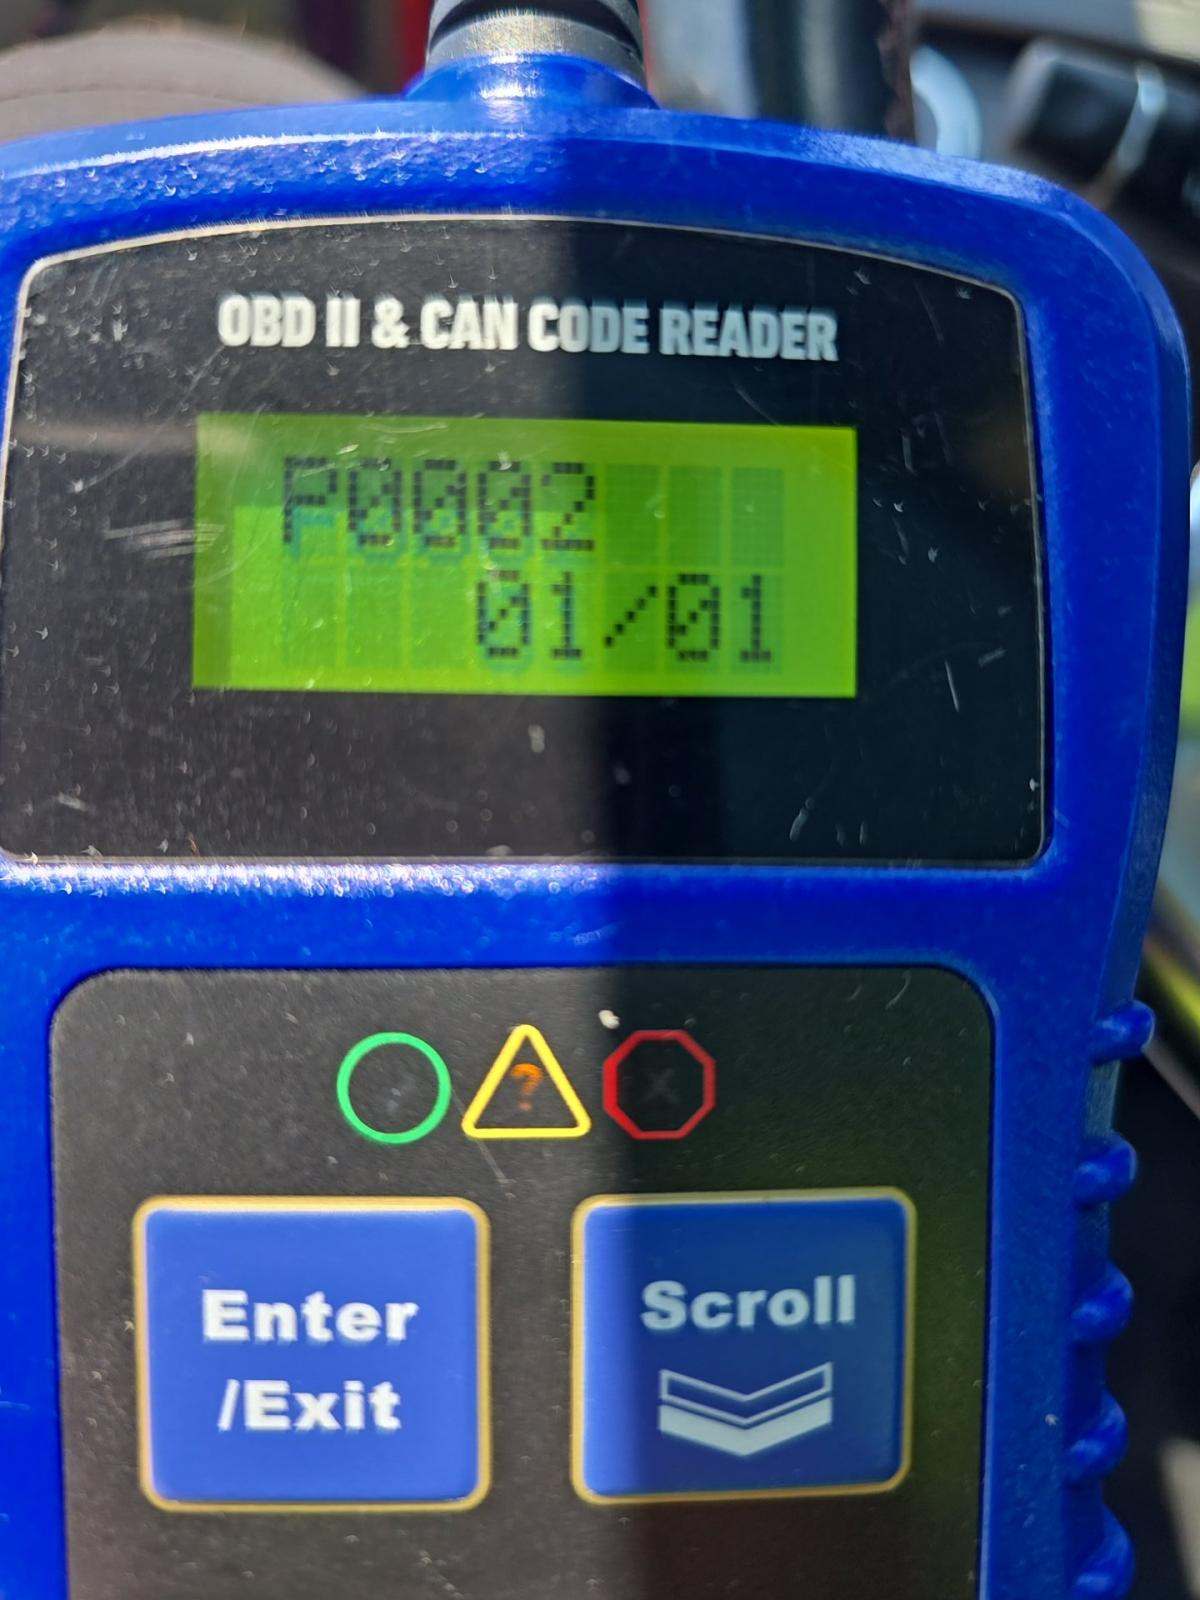 OBD II & CAN CODE READER
P0002
01/01
?
X
Enter
/Exit
Scroll